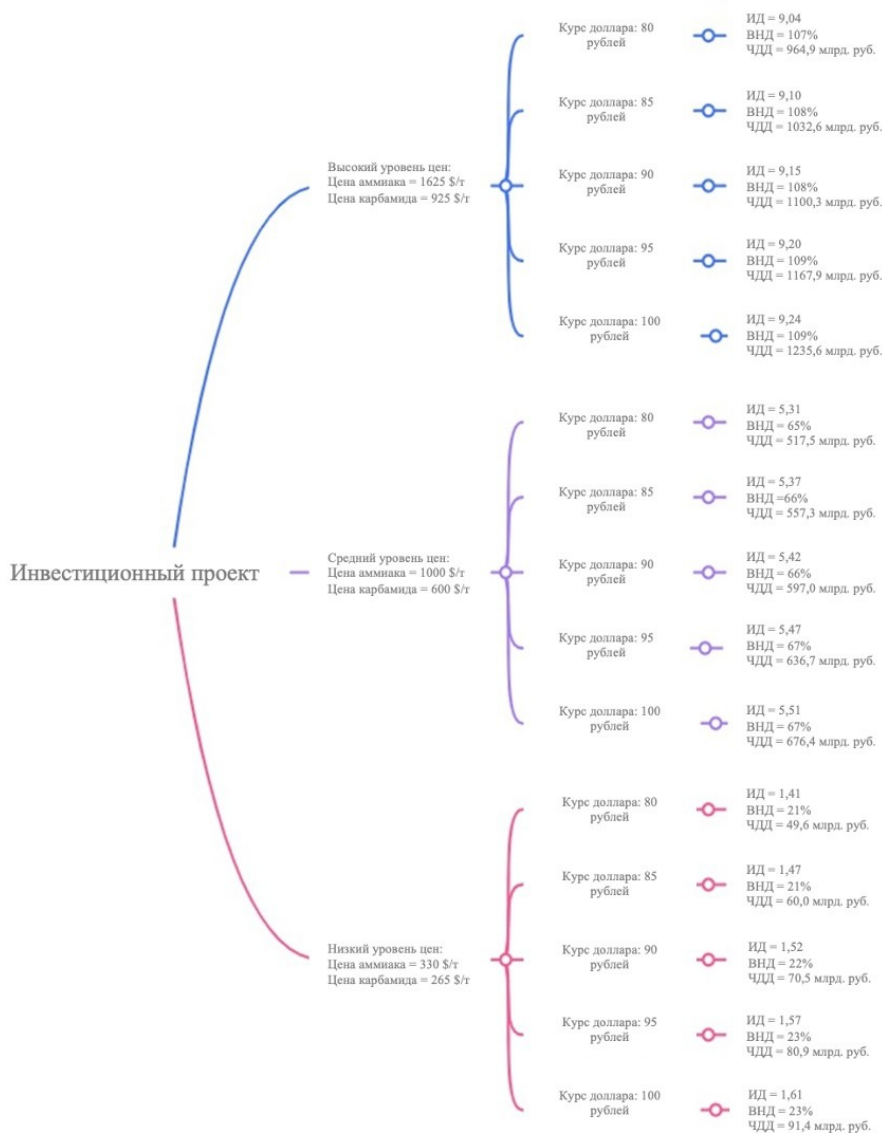 Инвестиционный проект
Высокий уровень цен:
Цена аммиака = 1625 $/т
Цена карбамида = 925 $/т
Курс доллара: 80
рублей
ИД = 9,04
ВНД = 107%
ЧДД = 964,9 млрд. руб.
Курс доллара: 85
рублей
ИД = 9,10
ВНД = 108%
ЧДД = 1032,6 млрд. руб.
Курс доллара: 90
рублей
ИД = 9,15
ВНД = 108%
ЧДД = 1100,3 млрд. руб.
Курс доллара: 95
рублей
ИД = 9,20
ВНД = 109%
ЧДД = 1167,9 млрд. руб.
Курс доллара: 100
рублей
ИД = 9,24
ВНД = 109%
ЧДД = 1235,6 млрд. руб.
Средний уровень цен:
Цена аммиака = 1000 $/т
Цена карбамида = 600 $/т
Курс доллара: 80
рублей
ИД = 5,31
ВНД = 65%
ЧДД = 517,5 млрд. руб.
Курс доллара: 85
рублей
ИД = 5,37
ВНД =66%
ЧДД = 557,3 млрд. руб.
Курс доллара: 90
рублей
ИД = 5,42
ВНД = 66%
ЧДД = 597,0 млрд. руб.
Курс доллара: 95
рублей
ИД = 5,47
ВНД = 67%
ЧДД = 636,7 млрд. руб.
Курс доллара: 100
рублей
ИД = 5,51
ВНД = 67%
ЧДД = 676,4 млрд. руб.
Низкий уровень цен:
Цена аммиака = 330 $/т
Цена карбамида = 265 $/т
Курс доллара: 80
рублей
ИД = 1,41
ВНД = 21%
ЧДД = 49,6 млрд. руб.
Курс доллара: 85
рублей
ИД = 1,47
ВНД = 21%
ЧДД = 60,0 млрд. руб.
Курс доллара: 90
рублей
ИД = 1,52
ВНД = 22%
ЧДД = 70,5 млрд. руб.
Курс доллара: 95
рублей
ИД = 1,57
ВНД = 23%
ЧДД = 80,9 млрд. руб.
Курс доллара: 100
рублей
ИД = 1,61
ВНД = 23%
ЧДД = 91,4 млрд. руб.